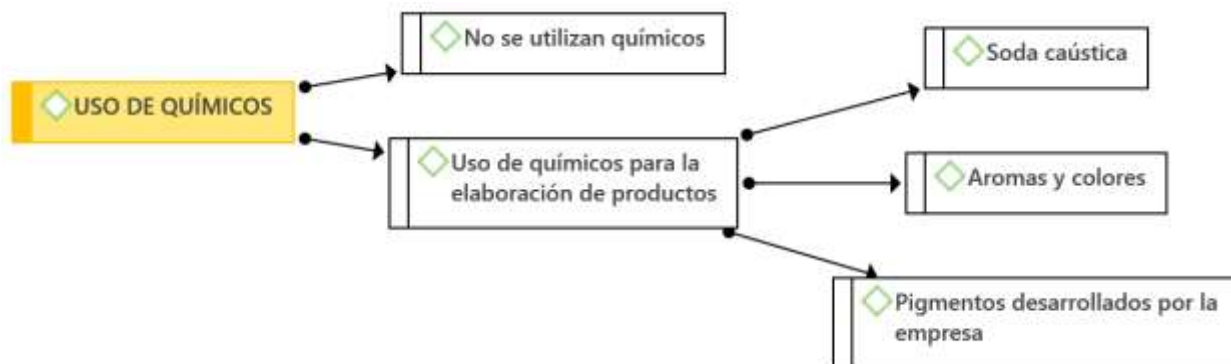 No se utilizan químicos
Soda caústica
USO DE QUÍMICOS
Uso de químicos para la
elaboración de productos
Aromas y colores
Pigmentos desarrollados por la
empresa